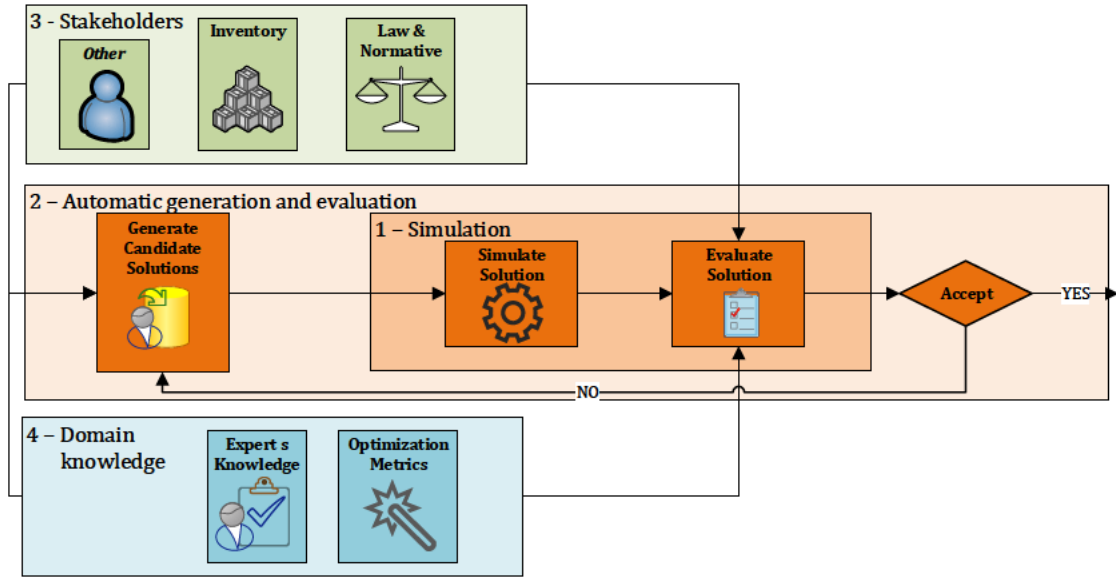 3 - Stakeholders
Other
Inventory
Law &
Normative
2 – Automatic generation and evaluation
Generate
Candidate
Solutions
1 – Simulation
Simulate
Solution
Evaluate
Solution
Accept
YES
NO
4 – Domain
knowledge
Expert s
Knowledge
Optimization
Metrics